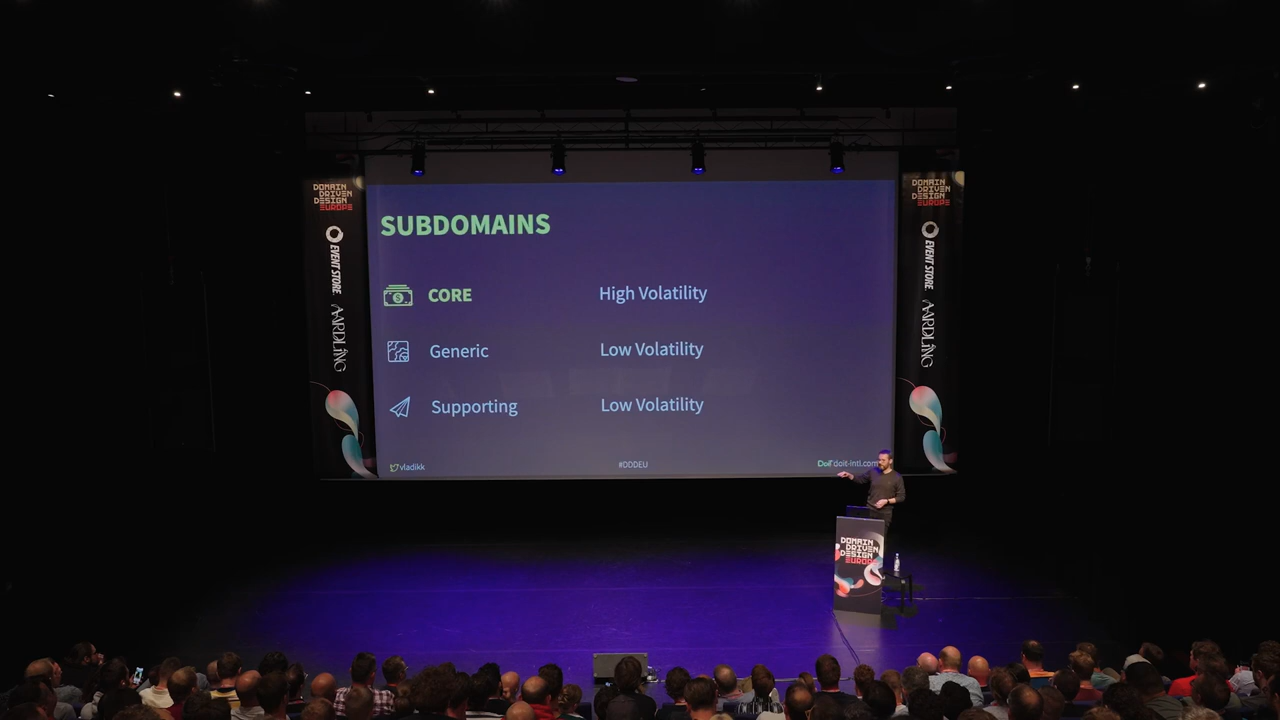 DOMAIN
DRIVEN
DESIGN
EUROPE
EVENT STORE
AARDLING
SUBDOMAINS
CORE
High Volatility
Generic
Low Volatility
Supporting
Low Volatility
vladikk
#DDDEU
DoiT doit-intl.com
DOMAIN
DRIVEN
DESIGN
EUROPE
EVENT STORE
AARDLING
DOMAIN
DRIVEN
DESIGN
EUROPE